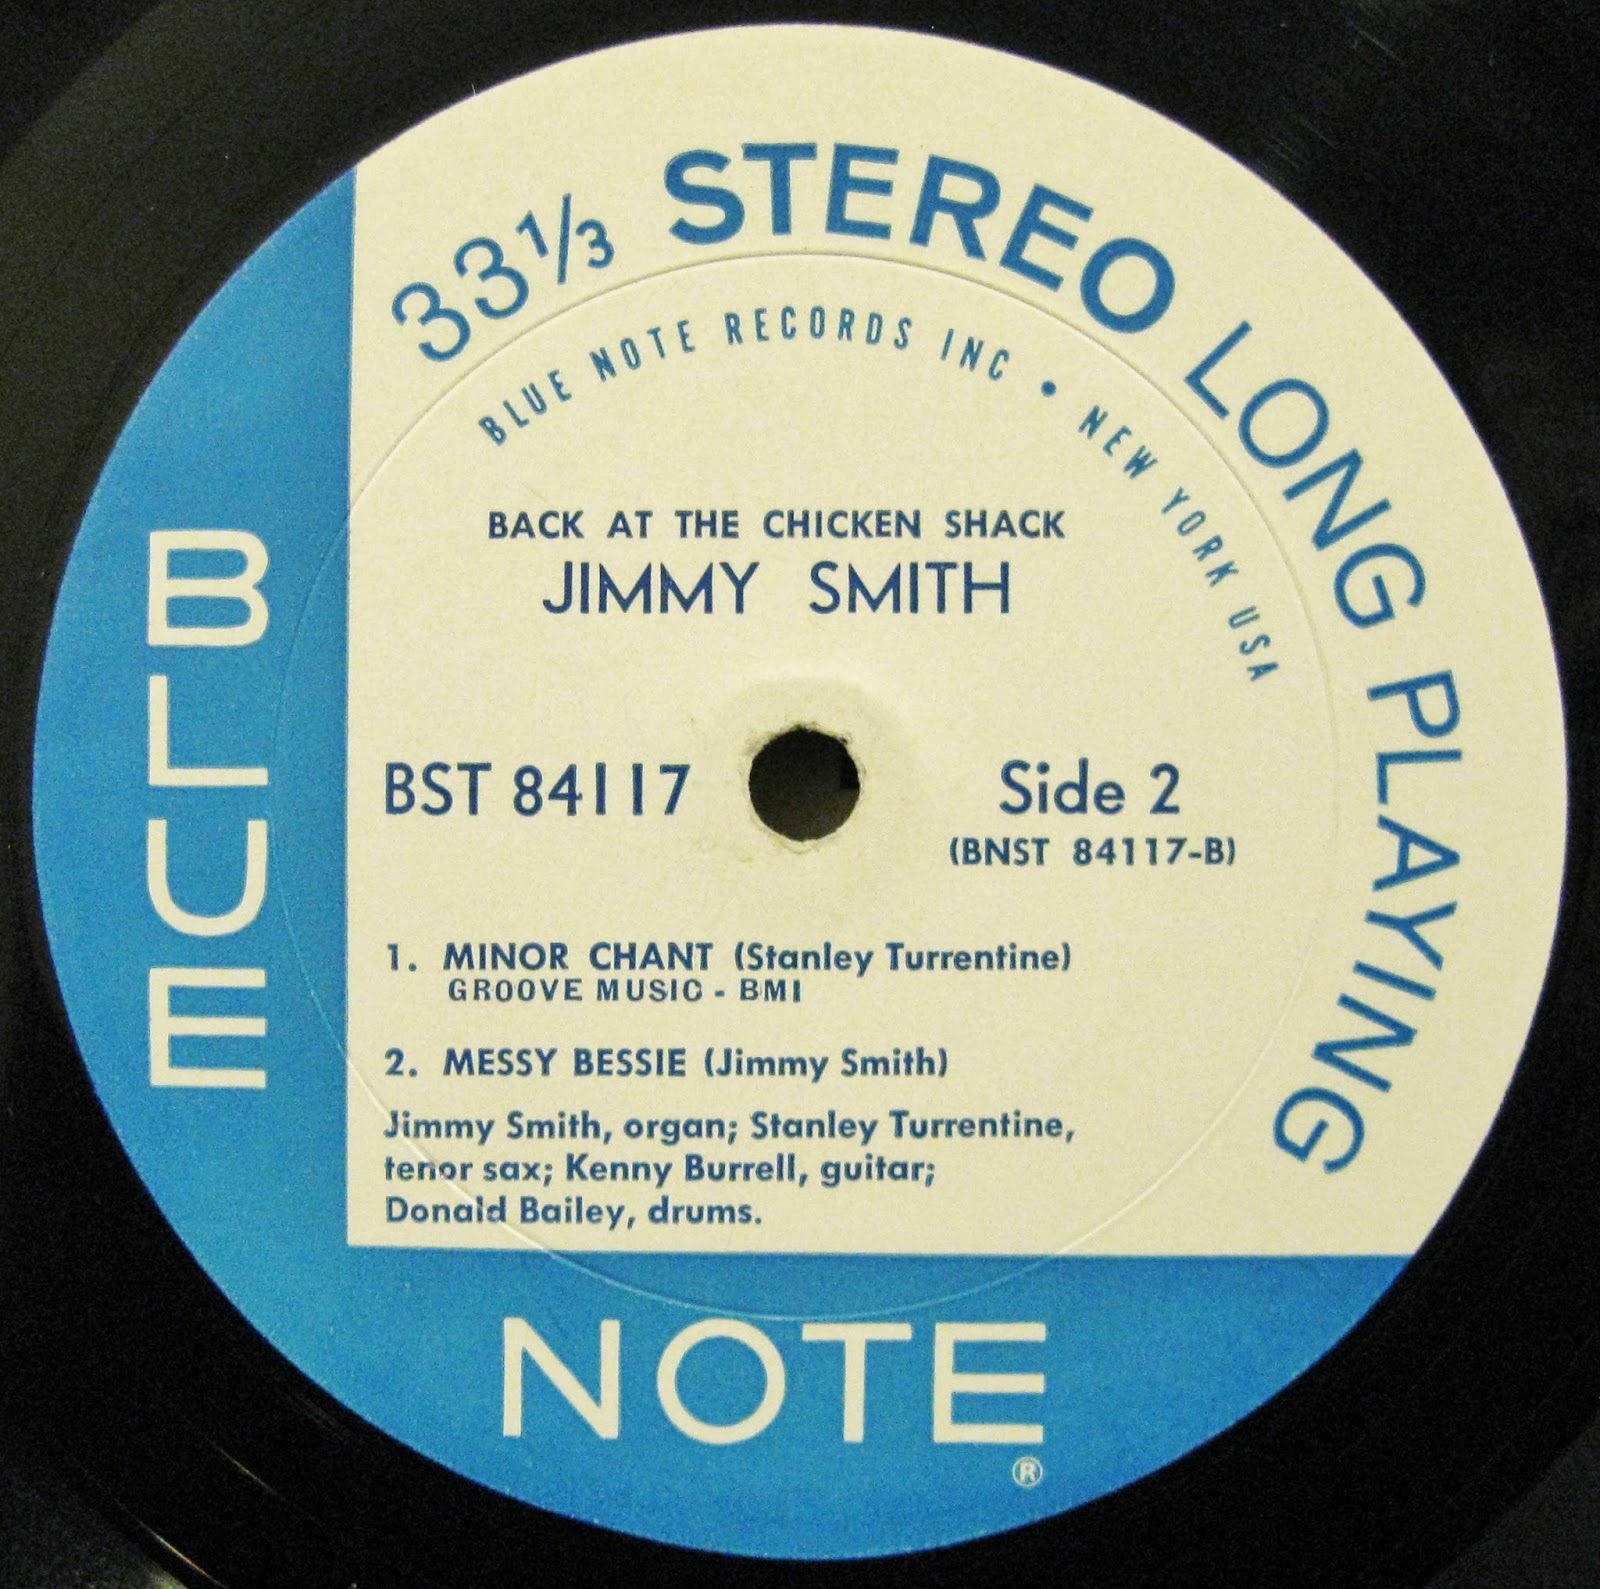 33⅓ STEREO LONG PLAYING
BLUE NOTE RECORDS INC • NEW YORK USA
BACK AT THE CHICKEN SHACK
JIMMY SMITH
BST 84117
Side 2
(BNST 84117-B)
1. MINOR CHANT (Stanley Turrentine)
GROOVE MUSIC - BMI
2. MESSY BESSIE (Jimmy Smith)
Jimmy Smith, organ; Stanley Turrentine,
tenor sax; Kenny Burrell, guitar;
Donald Bailey, drums.
BLUE
NOTE®